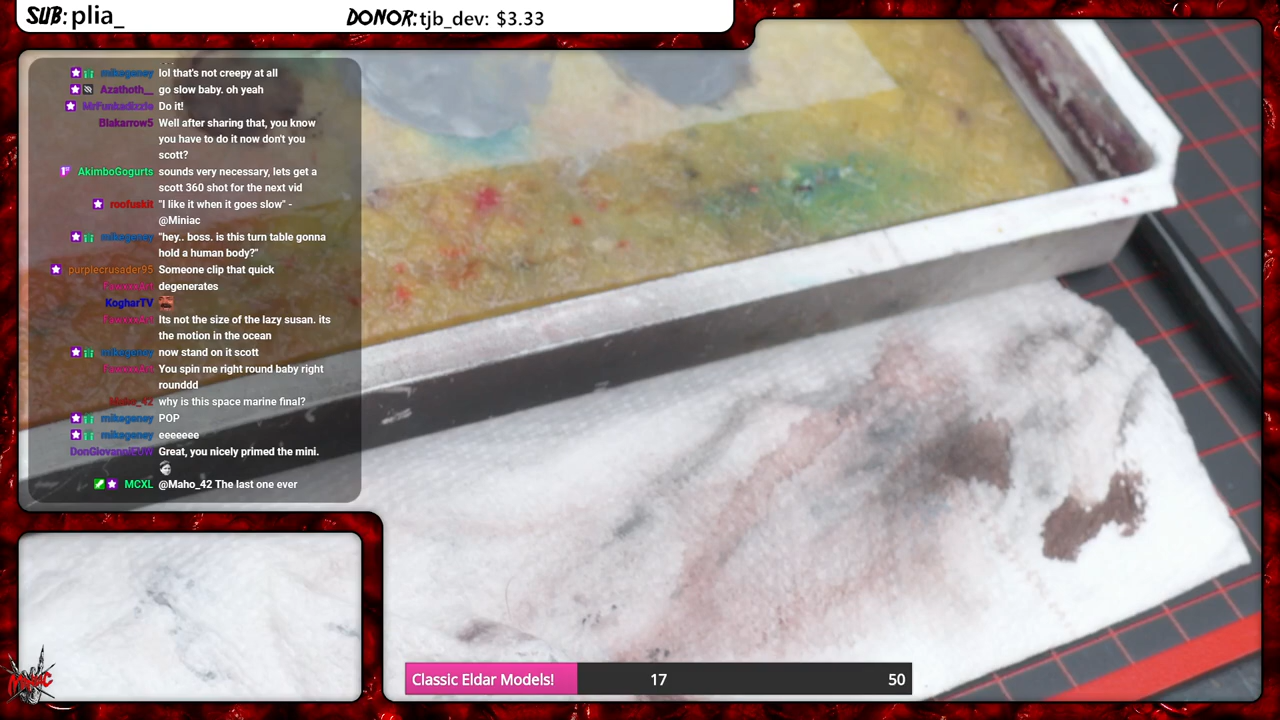 SUB: plia_
DONOR: tjb_dev: $3.33
mikegeney lol that's not creepy at all
Azathoth__ go slow baby. oh yeah
MrFunkadizzle Do it!
Blakarrow5 Well after sharing that, you know
you have to do it now don't you
scott?
AkimboGogurts sounds very necessary, lets get a
scott 360 shot for the next vid
roofuskit "I like it when it goes slow" -
@Miniac
mikegeney "hey.. boss. is this turn table gonna
hold a human body?"
purplecrusader95 Someone clip that quick
degenerates
KogharTV
Its not the size of the lazy susan. its
the motion in the ocean
mikegeney now stand on it scott
You spin me right round baby right
rounddd
why is this space marine final?
mikegeney POP
mikegeney eeeeeee
Great, you nicely primed the mini.
MCXL @Maho_42 The last one ever
Classic Eldar Models! 17 50